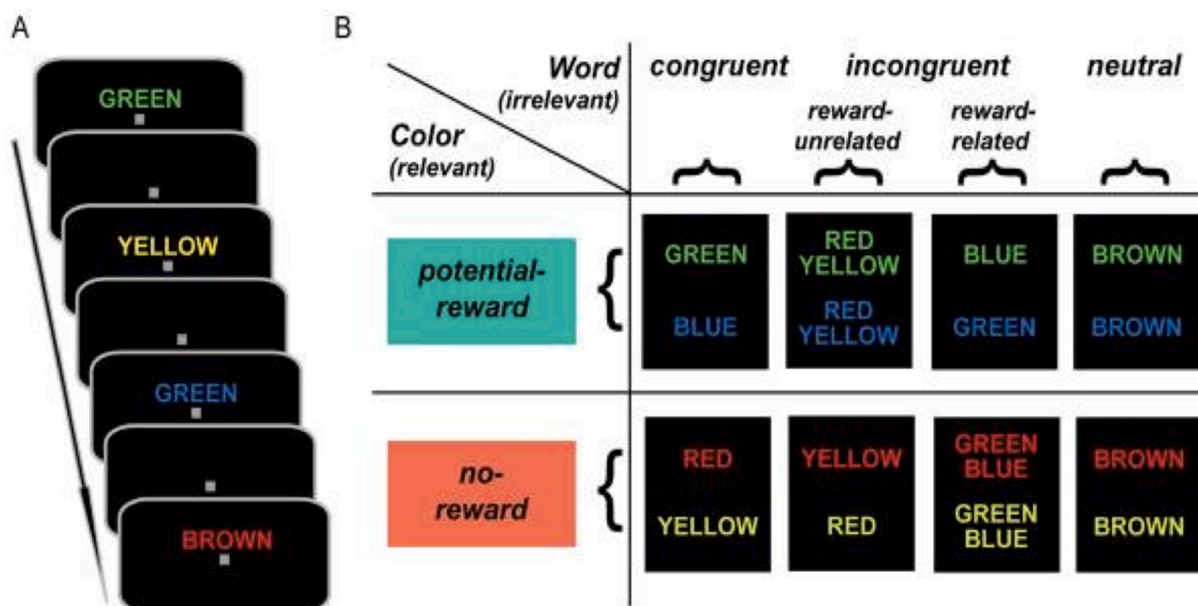 A
GREEN
YELLOW
GREEN
BROWN
B
Word
(irrelevant)
Color
(relevant)
congruent
incongruent
neutral
reward-
unrelated
reward-
related
potential-
reward
GREEN
RED
YELLOW
BLUE
BROWN
BLUE
RED
YELLOW
GREEN
BROWN
no-
reward
RED
YELLOW
GREEN
BLUE
BROWN
YELLOW
RED
GREEN
BLUE
BROWN